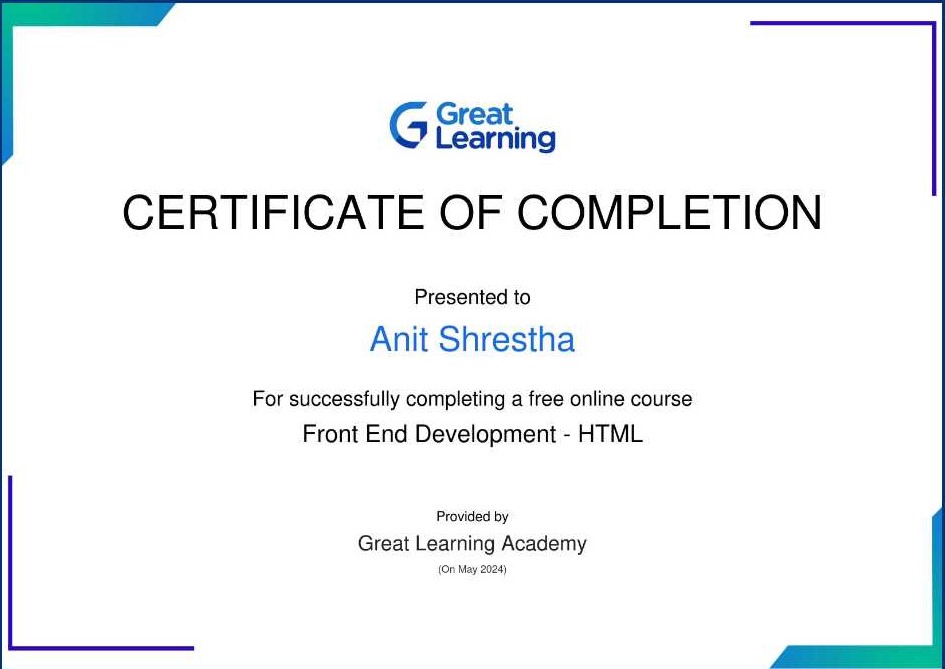 Great
Learning
CERTIFICATE OF COMPLETION
Presented to
Anit Shrestha
For successfully completing a free online course
Front End Development - HTML
Provided by
Great Learning Academy
(On May 2024)